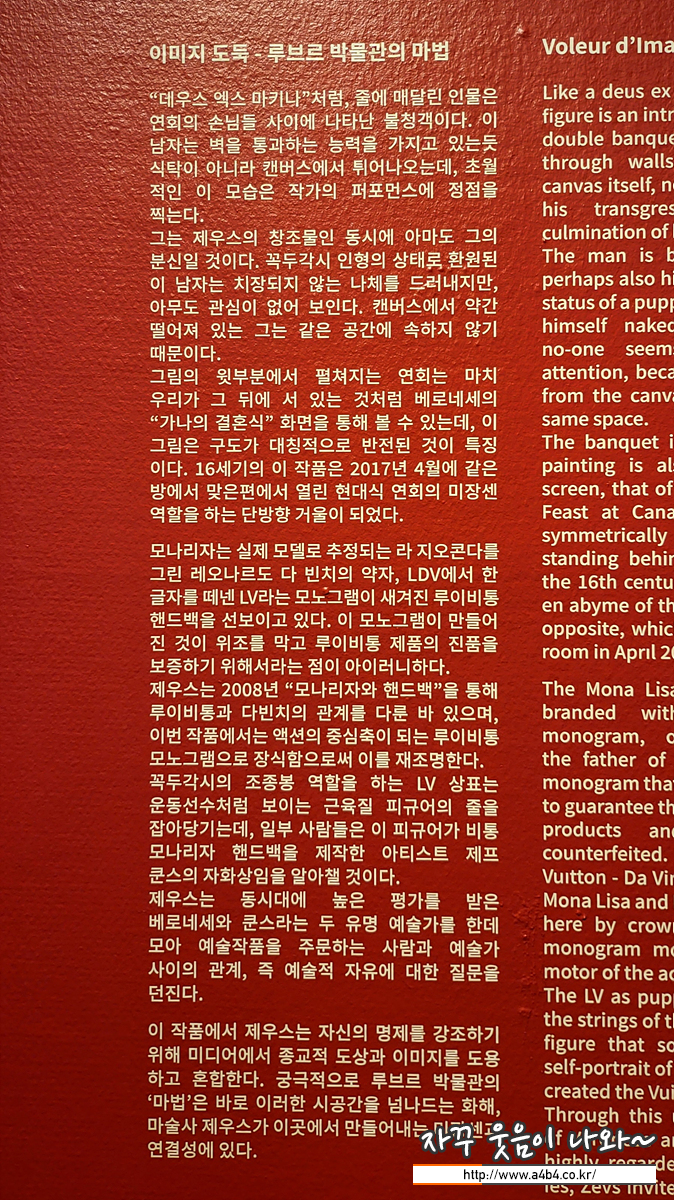 이미지 도둑 - 루브르 박물관의 마법
“데우스 엑스 마키나”처럼, 줄에 매달린 인물은
연회의 손님들 사이에 나타난 불청객이다. 이
남자는 벽을 통과하는 능력을 가지고 있는듯
식탁이 아니라 캔버스에서 튀어나오는데, 초월
적인 이 모습은 작가의 퍼포먼스에 정점을
찍는다.
그는 제우스의 창조물인 동시에 아마도 그의
분신일 것이다. 꼭두각시 인형의 상태로 환원된
이 남자는 치장되지 않는 나체를 드러내지만,
아무도 관심이 없어 보인다. 캔버스에서 약간
떨어져 있는 그는 같은 공간에 속하지 않기
때문이다.
그림의 윗부분에서 펼쳐지는 연회는 마치
우리가 그 뒤에 서 있는 것처럼 베로네세의
“가나의 결혼식” 화면을 통해 볼 수 있는데, 이
그림은 구도가 대칭적으로 반전된 것이 특징
이다. 16세기의 이 작품은 2017년 4월에 같은
방에서 맞은편에서 열린 현대식 연회의 미장센
역할을 하는 단방향 거울이 되었다.
모나리자는 실제 모델로 추정되는 라 지오콘다를
그린 레오나르도 다 빈치의 약자, LDV에서 한
글자를 떼넨 LV라는 모노그램이 새겨진 루이비통
핸드백을 선보이고 있다. 이 모노그램이 만들어
진 것이 위조를 막고 루이비통 제품의 진품을
보증하기 위해서라는 점이 아이러니하다.
제우스는 2008년 “모나리자와 핸드백”을 통해
루이비통과 다빈치의 관계를 다룬 바 있으며,
이번 작품에서는 액션의 중심축이 되는 루이비통
모노그램으로 장식함으로써 이를 재조명한다.
꼭두각시의 조종봉 역할을 하는 LV 상표는
운동선수처럼 보이는 근육질 피규어의 줄을
잡아당기는데, 일부 사람들은 이 피규어가 비통
모나리자 핸드백을 제작한 아티스트 제프
쿤스의 자화상임을 알아챌 것이다.
제우스는 동시대에 높은 평가를 받은
베로네세와 쿤스라는 두 유명 예술가를 한데
모아 예술작품을 주문하는 사람과 예술가
사이의 관계, 즉 예술적 자유에 대한 질문을
던진다.
이 작품에서 제우스는 자신의 명제를 강조하기
위해 미디어에서 종교적 도상과 이미지를 도용
하고 혼합한다. 궁극적으로 루브르 박물관의
‘마법’은 바로 이러한 시공간을 넘나드는 화해,
마술사 제우스가 이곳에서 만들어내는
연결성에 있다.
Voleur d’Ima
Like a deus ex
figure is an intr
double banque
through walls
canvas itself, n
his transgres
culmination of
The man is b
perhaps also hi
status of a pupp
himself naked
no-one seems
attention, beca
from the canva
same space.
The banquet i
painting is als
screen, that of
Feast at Cana
symmetrically
standing behin
the 16th centu
en abyme of th
opposite, whic
room in April 20
The Mona Lisa
branded with
monogram, o
the father of
monogram that
to guarantee th
products and
counterfeited.
Vuitton - Da Vin
Mona Lisa and
here by crown
monogram mo
motor of the ac
The LV as pupp
the strings of th
figure that so
self-portrait of
created the Vui
Through this
highly regarde
ies, Zevs invite
자꾸 웃음이 나와~
http://www.a4b4.co.kr/